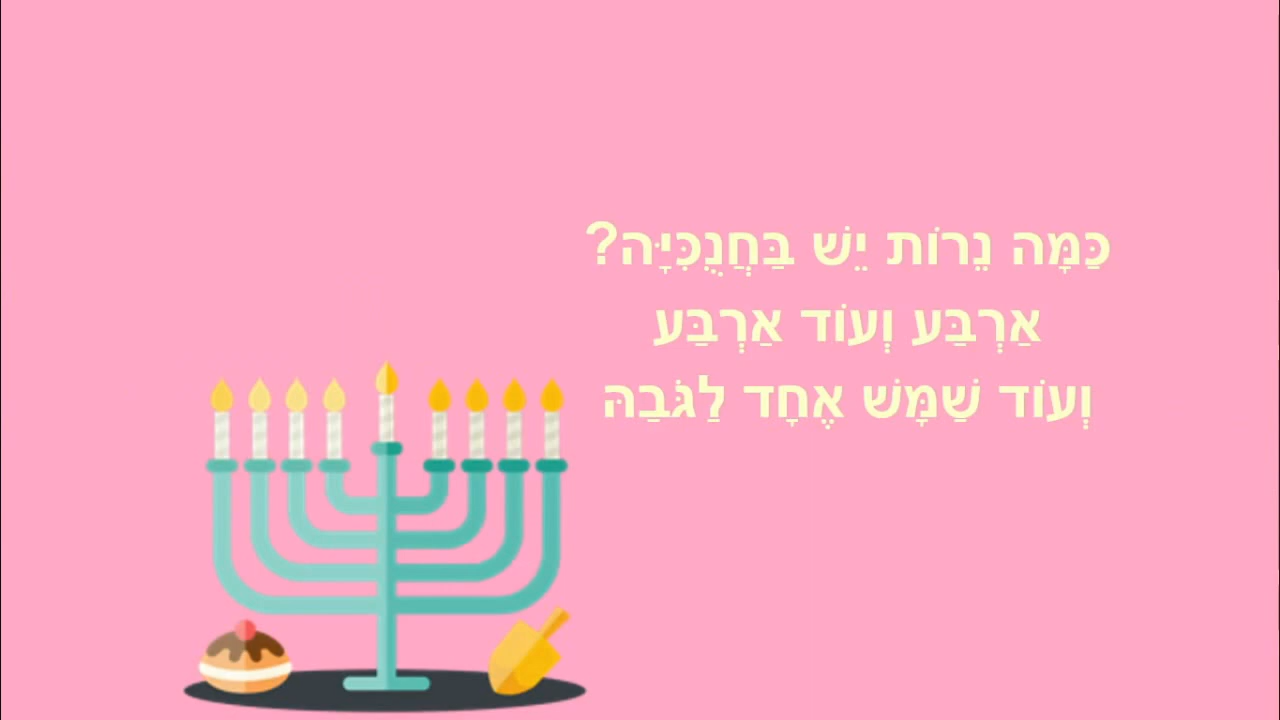 כַּמָּה נֵרוֹת יֵשׁ בַּחֲנֻכִּיָּה?
אַרְבַּע וְעוֹד אַרְבַּע
וְעוֹד שַׁמָּשׁ אֶחָד לַגֹּבַהּ